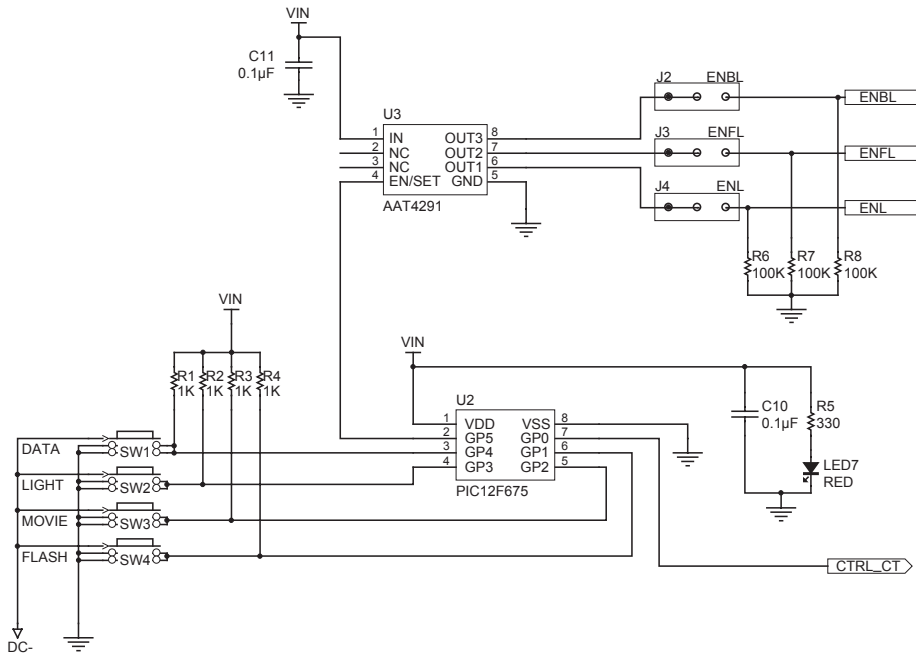 VIN
C11
0.1µF
U3
1 IN OUT3 8
2 NC OUT2 7
3 NC OUT1 6
4 EN/SET GND 5
AAT4291
J2 ENBL
J3 ENFL
J4 ENL
ENBL
ENFL
ENL
R6 R7 R8
100K 100K 100K
VIN
R1 R2 R3 R4
1K 1K 1K 1K
VIN
U2
1 VDD VSS 8
2 GP5 GP0 7
3 GP4 GP1 6
4 GP3 GP2 5
PIC12F675
C10
0.1µF
R5
330
LED7
RED
DATA SW1
LIGHT SW2
MOVIE SW3
FLASH SW4
CTRL_CT
DC-